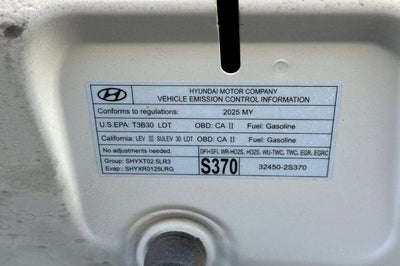 HYUNDAI MOTOR COMPANY
VEHICLE EMISSION CONTROL INFORMATION
Conforms to regulations: 2025 MY
U.S.EPA: T3B30 LDT OBD: CA II Fuel: Gasoline
California: LEV III SULEV 30 LDT OBD: CA II Fuel: Gasoline
No adjustments needed. DFI+SFI, WR-HO2S, HO2S, WU-TWC, TWC, EGR, EGRC
Group: SHYXT02.5LR3
Evap: SHYXR0125LRG
S370 32450-2S370